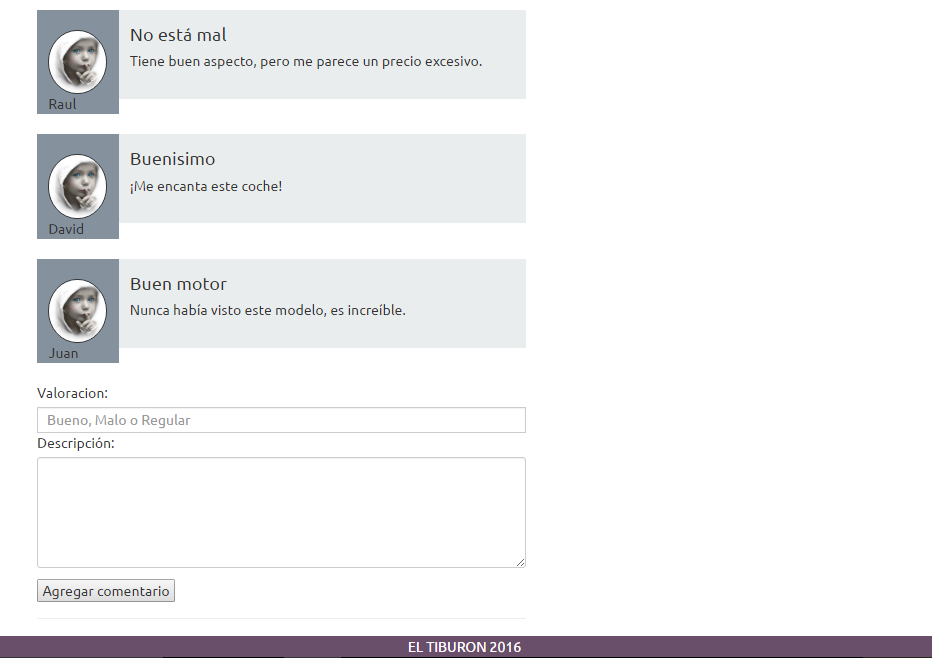 No está mal
Tiene buen aspecto, pero me parece un precio excesivo.
Raul
Buenisimo
¡Me encanta este coche!
David
Buen motor
Nunca había visto este modelo, es increíble.
Juan
Valoracion:
Bueno, Malo o Regular
Descripción:
Agregar comentario
EL TIBURON 2016